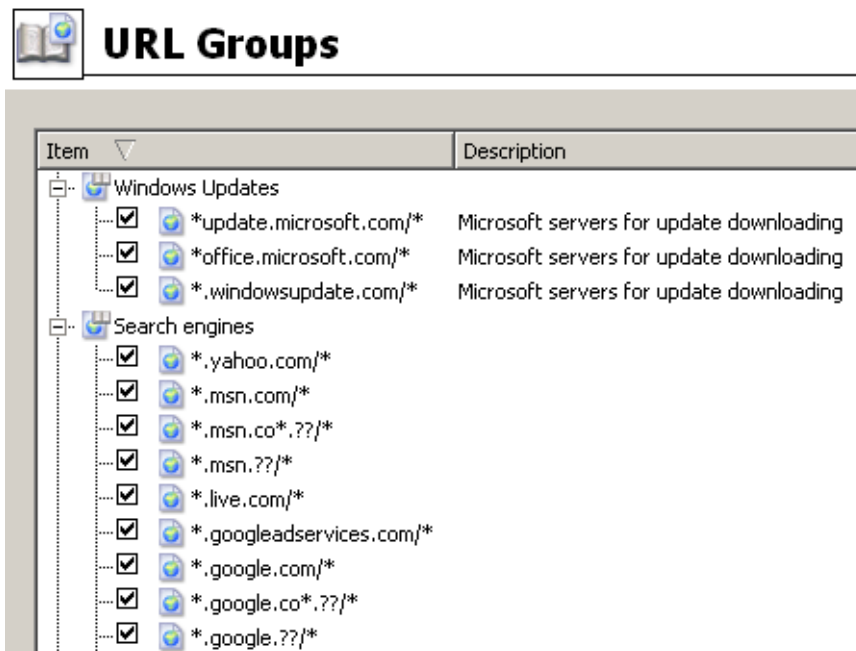 URL Groups
Item Description
Windows Updates
*update.microsoft.com/* Microsoft servers for update downloading
*office.microsoft.com/* Microsoft servers for update downloading
*.windowsupdate.com/* Microsoft servers for update downloading
Search engines
*.yahoo.com/*
*.msn.com/*
*.msn.co*.??/*
*.msn.??/*
*.live.com/*
*.googleadservices.com/*
*.google.com/*
*.google.co*.??/*
*.google.??/*